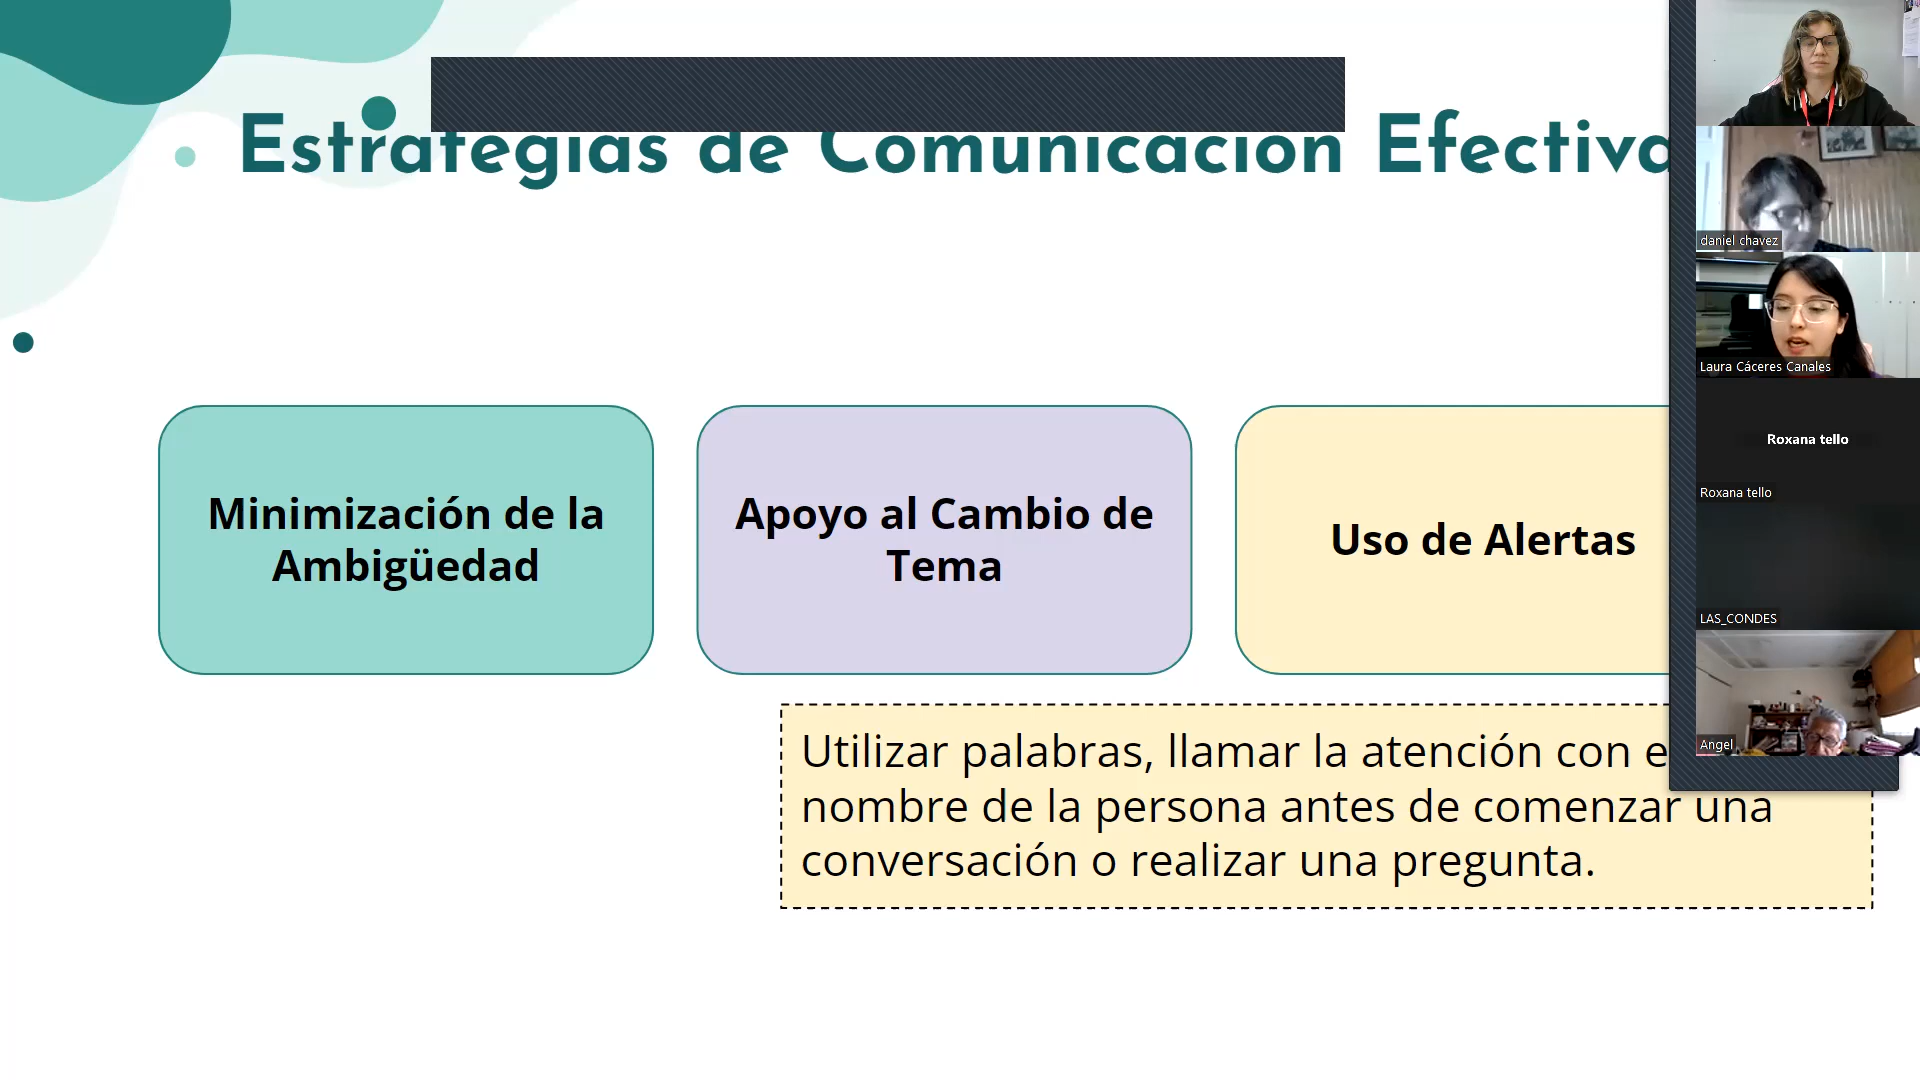 Estrategias de Comunicación Efectiva
Minimización de la
Ambigüedad
Apoyo al Cambio de
Tema
Uso de Alertas
Utilizar palabras, llamar la atención con e
nombre de la persona antes de comenzar una
conversación o realizar una pregunta.
daniel chavez
Laura Cáceres Canales
Roxana tello
Roxana tello
LAS_CONDES
Angel